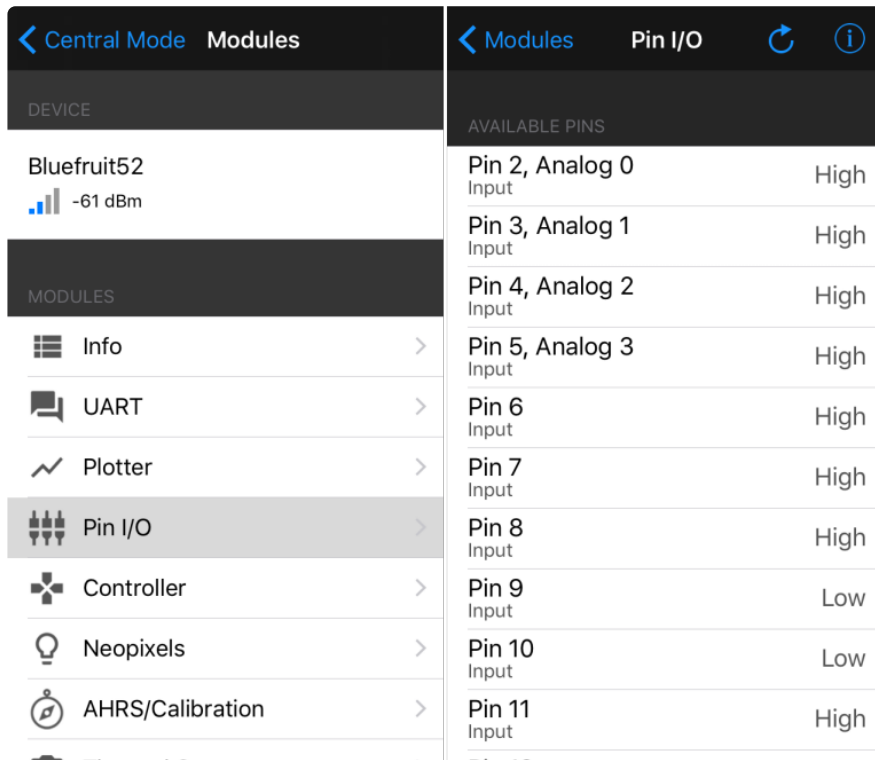 Central Mode
Modules
DEVICE
Bluefruit52
-61 dBm
MODULES
Info
UART
Plotter
Pin I/O
Controller
Neopixels
AHRS/Calibration
Modules
Pin I/O
AVAILABLE PINS
Pin 2, Analog 0
Input
High
Pin 3, Analog 1
Input
High
Pin 4, Analog 2
Input
High
Pin 5, Analog 3
Input
High
Pin 6
Input
High
Pin 7
Input
High
Pin 8
Input
High
Pin 9
Input
Low
Pin 10
Input
Low
Pin 11
Input
High